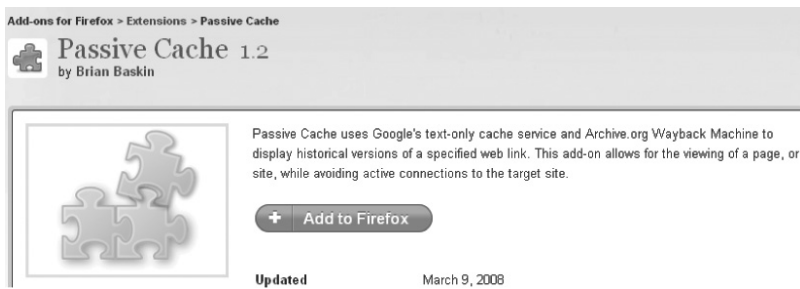 Add-ons for Firefox > Extensions > Passive Cache
Passive Cache 1.2
by Brian Baskin
Passive Cache uses Google's text-only cache service and Archive.org Wayback Machine to
display historical versions of a specified web link. This add-on allows for the viewing of a page, or
site, while avoiding active connections to the target site.
+ Add to Firefox
Updated March 9, 2008